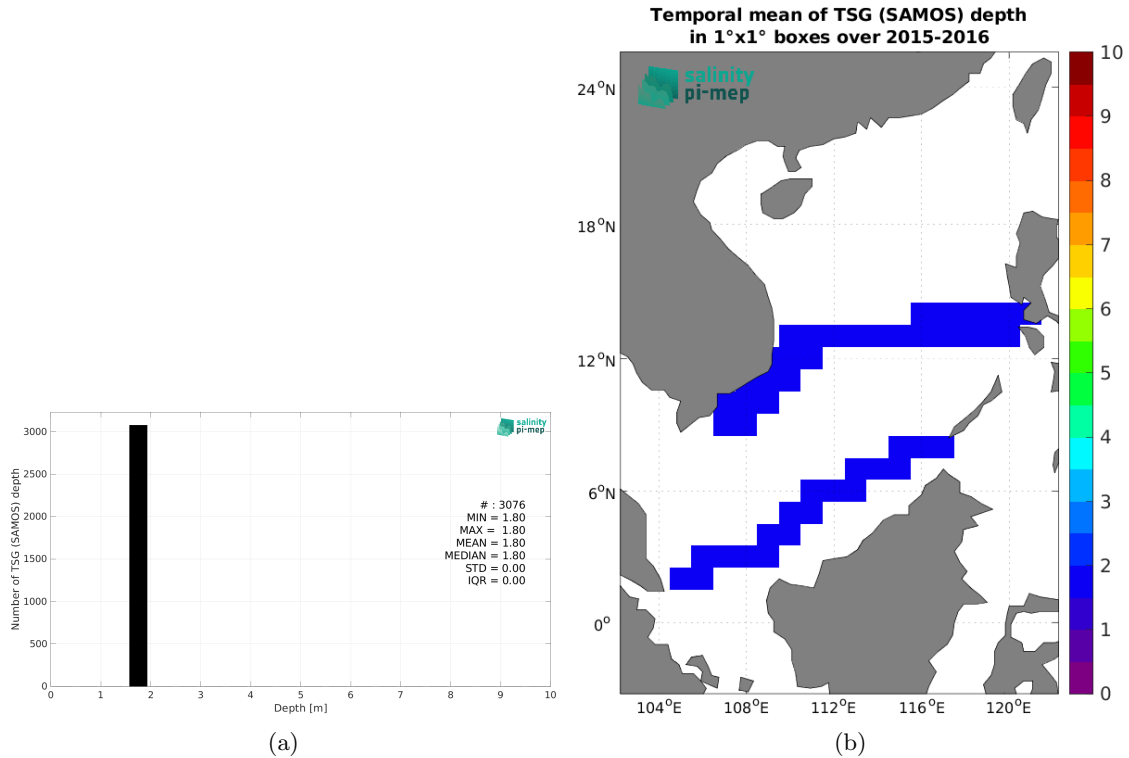 Number of TSG (SAMOS) depth
3000
2500
2000
1500
1000
500
0
salinity
pi-mep
# : 3076
MIN = 1.80
MAX = 1.80
MEAN = 1.80
MEDIAN = 1.80
STD = 0.00
IQR = 0.00
0 1 2 3 4 5 6 7 8 9 10
Depth [m]
(a)
Temporal mean of TSG (SAMOS) depth
in 1°x1° boxes over 2015-2016
salinity
pi-mep
24°N
18°N
12°N
6°N
0°
104°E 108°E 112°E 116°E 120°E
10
9
8
7
6
5
4
3
2
1
0
(b)